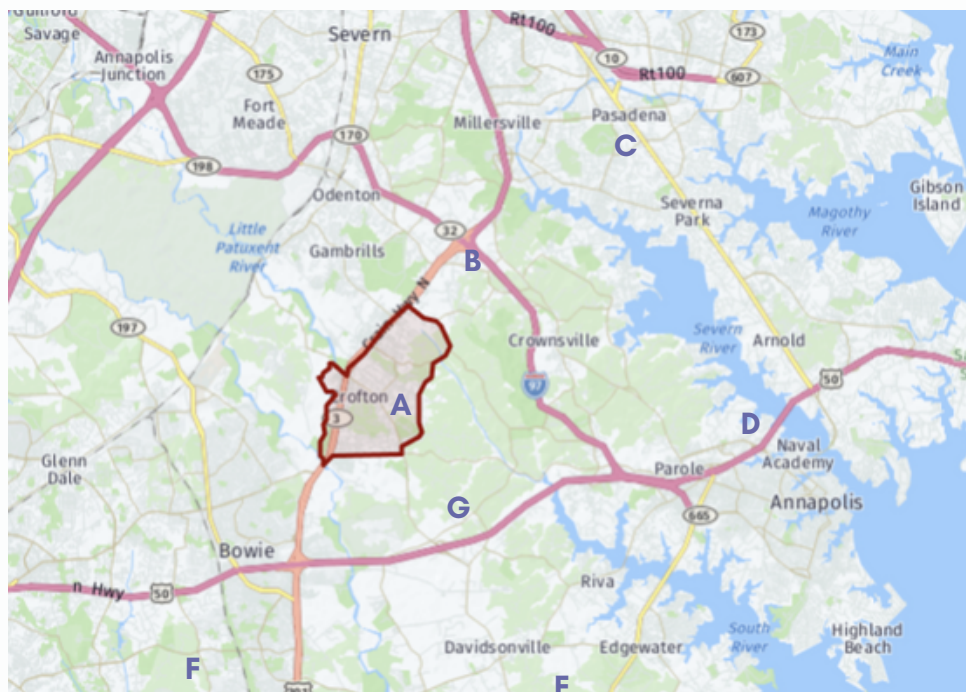 Savage
Severn
Rt100
173
Annapolis
Junction
175
10
Main
Creek
Rt100
607
Fort
Meade
Millersville
Pasadena
170
C
198
Odenton
Severna
Park
Gibson
Island
Magothy
River
Little
Patuxent
River
32
Gambrills
B
197
Crownsville
Severn
River
Arnold
97
50
A
3
D
Glenn
Dale
Parole
Naval
Academy
Annapolis
G
665
Bowie
50
n Hwy
Riva
Davidsonville
Edgewater
South
River
Highland
Beach
F